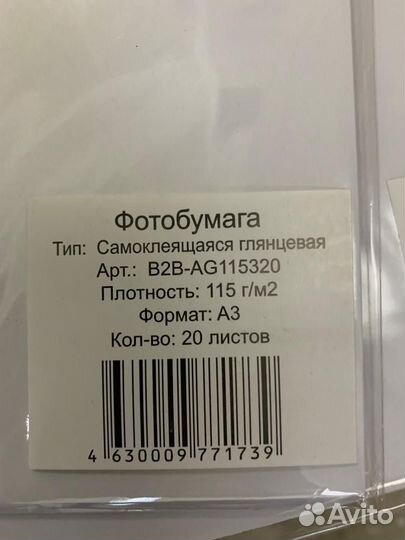 Фотобумага
Тип: Самоклеящаяся глянцевая
Арт.: B2B-AG115320
Плотность: 115 г/м2
Формат: А3
Кол-во: 20 листов
4 630009 771739
Avito